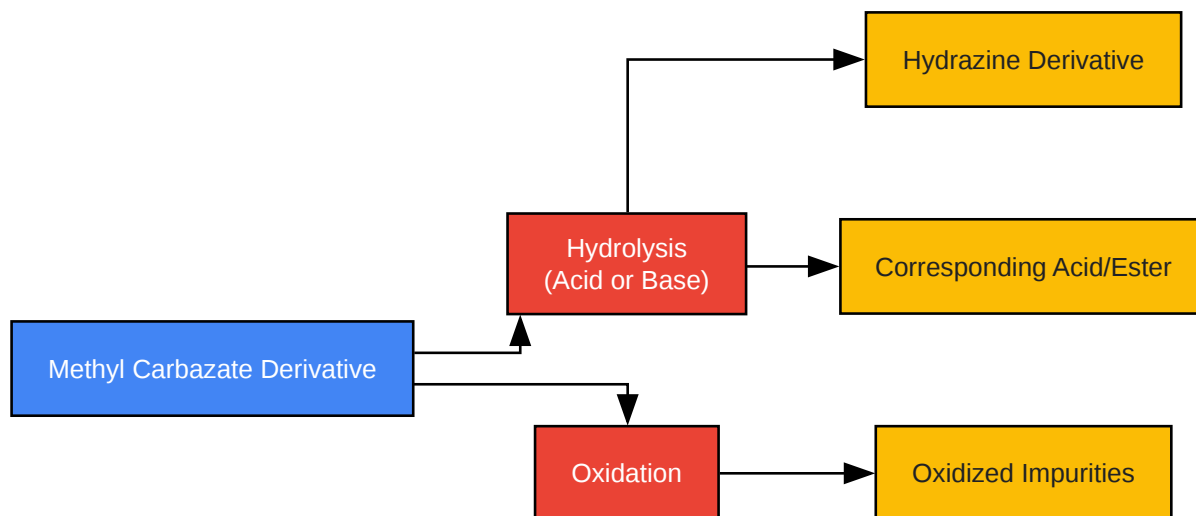 Hydrazine Derivative
Hydrolysis
(Acid or Base)
Corresponding Acid/Ester
Methyl Carbazate Derivative
Oxidation
Oxidized Impurities